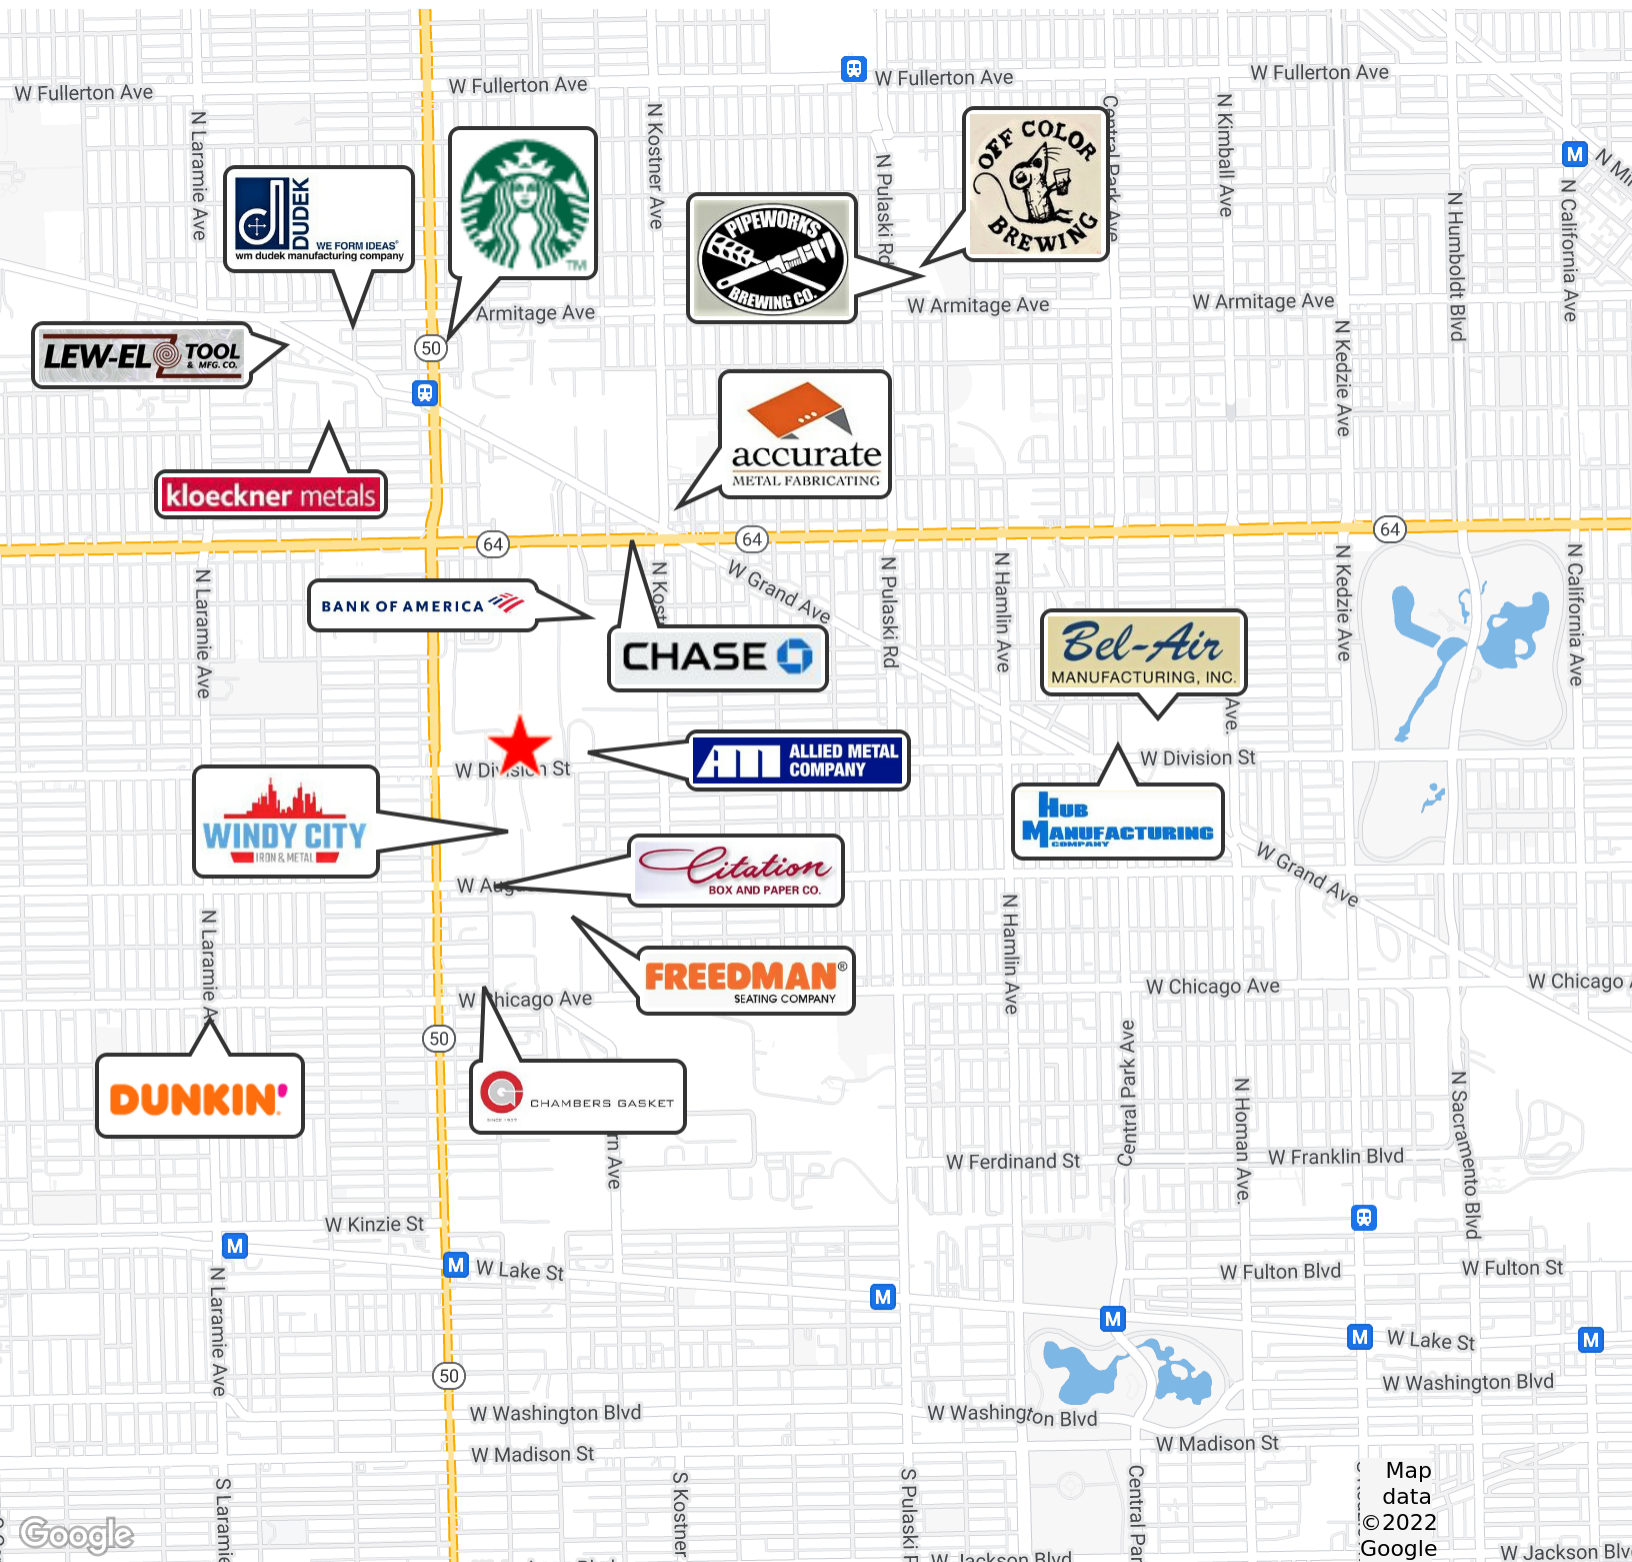 W Fullerton Ave
W Fullerton Ave
W Fullerton Ave
W Fullerton Ave
N Laramie Ave
N Kostner Ave
N Pulaski Rd
Central Park Ave
N Kimball Ave
N Humboldt Blvd
N California Ave
M
OFF COLOR
BREWING
DUDEK
WE FORM IDEAS®
wm dudek manufacturing company
TM
PIPEWORKS
BREWING CO.
Armitage Ave
W Armitage Ave
W Armitage Ave
LEW-EL TOOL
& MFG. CO.
50
N Kedzie Ave
accurate
METAL FABRICATING
kloeckner metals
64
64
64
W Grand Ave
N Laramie Ave
N Pulaski Rd
N Hamlin Ave
N Kedzie Ave
N California Ave
BANK OF AMERICA
CHASE
Bel-Air
MANUFACTURING, INC.
Ave.
W Division St
W Division St
ALLIED METAL
COMPANY
HUB
MANUFACTURING
COMPANY
WINDY CITY
IRON & METAL
Citation
BOX AND PAPER CO.
W Grand Ave
N Hamlin Ave
FREEDMAN®
SEATING COMPANY
W Chicago Ave
W Chicago Ave
W Chicago
50
DUNKIN'
CHAMBERS GASKET
SINCE 1937
Central Park Ave
N Homan Ave.
N Sacramento Blvd
W Ferdinand St
W Franklin Blvd
W Kinzie St
M
M
W Lake St
M
W Fulton Blvd
W Fulton St
M
M
W Lake St
M
N Laramie Ave
50
W Washington Blvd
W Washington Blvd
W Washington Blvd
W Madison St
W Madison St
S Laramie
S Kostner
S Pulaski
Central Par
Map
data
©2022
Google
Google
W Jackson Blv